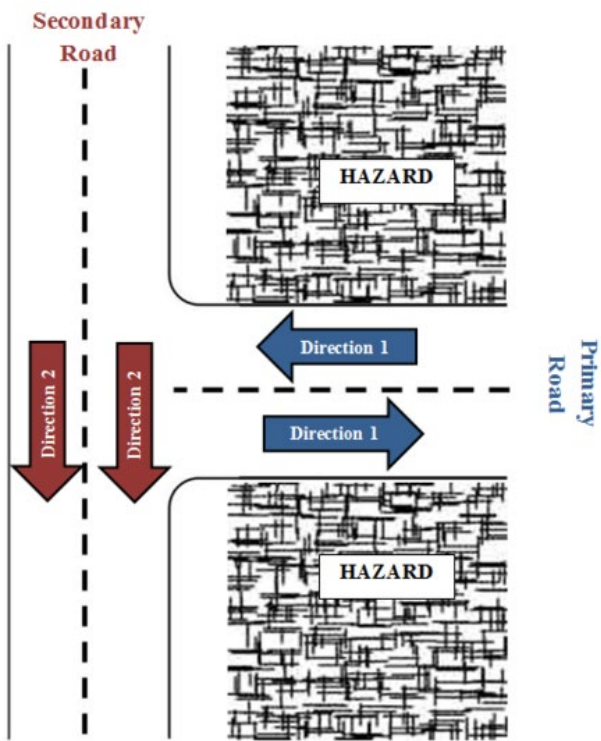 Secondary
Road
HAZARD
Direction 1
Primary
Road
Direction 2
Direction 2
Direction 1
HAZARD